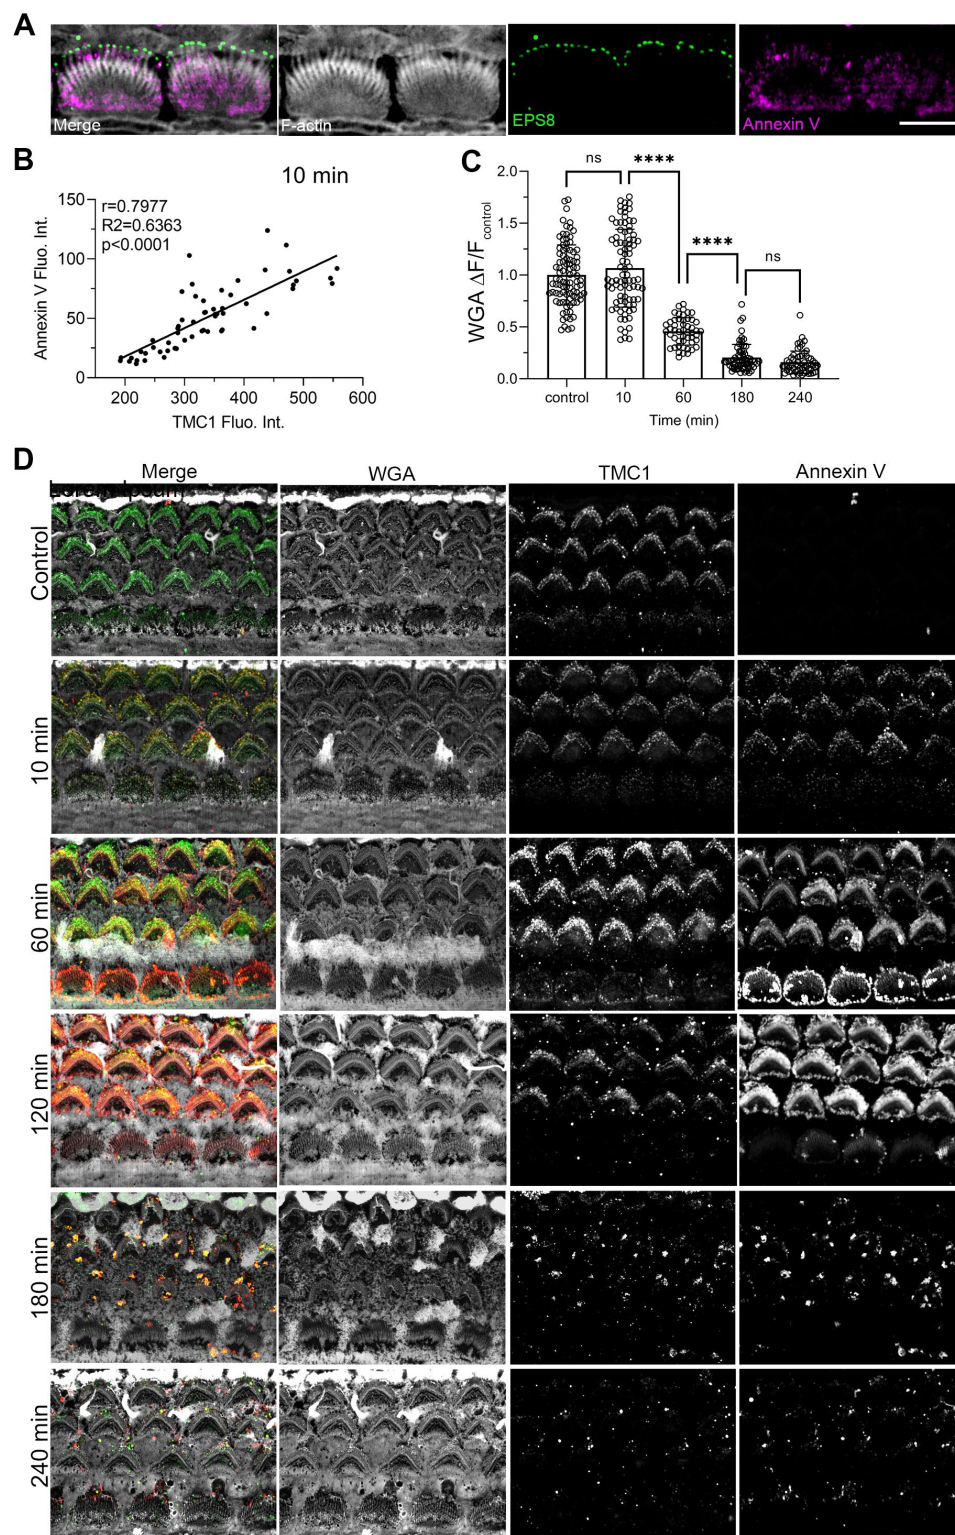 A
Merge
F-actin
EPS8
Annexin V
B
10 min
r=0.7977
R2=0.6363
p<0.0001
Annexin V Fluo. Int.
150
100
50
0
200 300 400 500 600
TMC1 Fluo. Int.
C
ns ****
****
ns
WGA ΔF/Fcontrol
2.0
1.5
1.0
0.5
0.0
control 10 60 180 240
Time (min)
D
Merge WGA TMC1 Annexin V
Lorem ipsum
Control
10 min
60 min
120 min
180 min
240 min